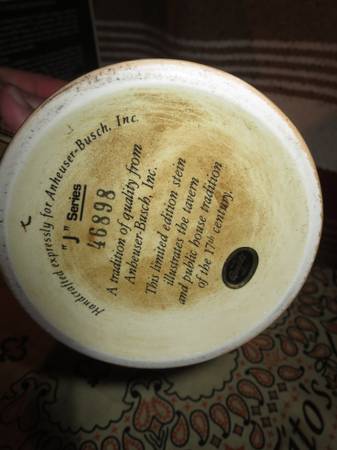 Handcrafted expressly for Anheuser-Busch, Inc.
"J" Series
46898
A tradition of quality from
Anheuser-Busch, Inc.
This limited edition stein
illustrates the tavern
and public house tradition
of the 17th century.